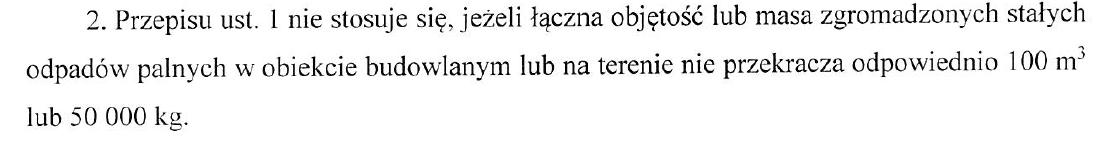 2. Przepisu ust. 1 nie stosuje się, jeżeli łączna objętość lub masa zgromadzonych stałych
odpadów palnych w obiekcie budowlanym lub na terenie nie przekracza odpowiednio 100 m³
lub 50 000 kg.